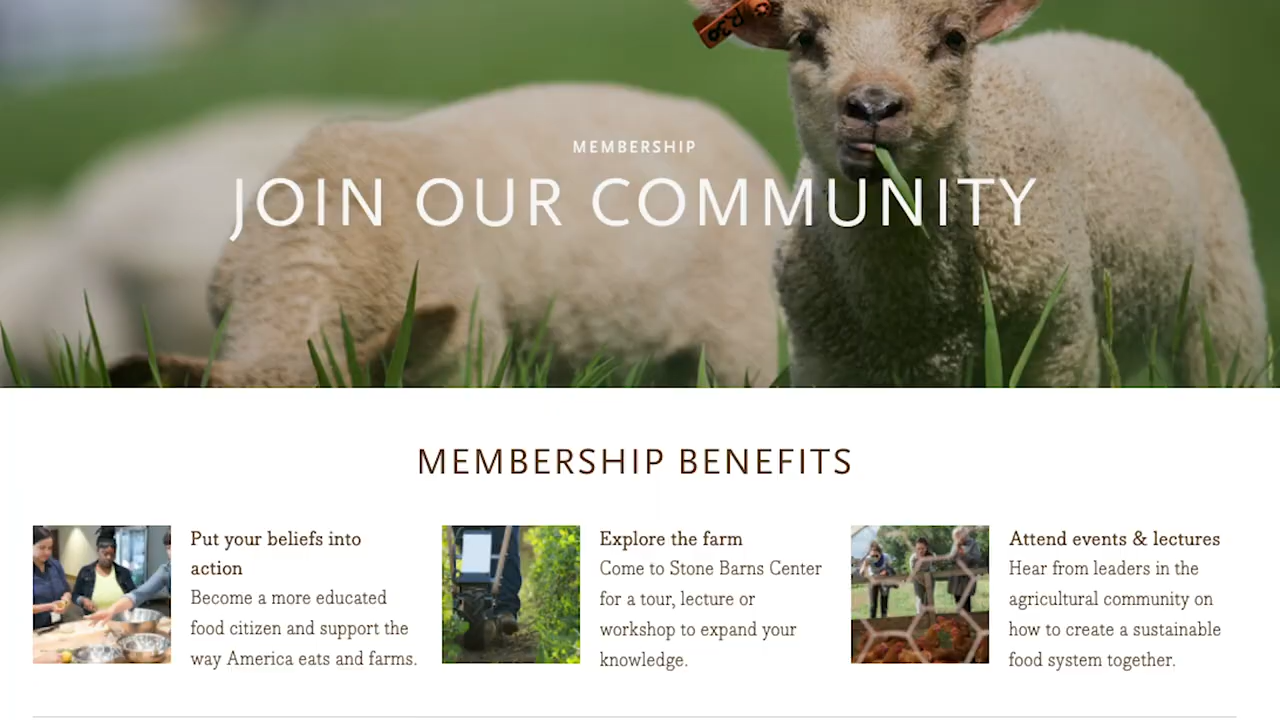 MEMBERSHIP
JOIN OUR COMMUNITY
MEMBERSHIP BENEFITS
Put your beliefs into
action
Become a more educated
food citizen and support the
way America eats and farms.
Explore the farm
Come to Stone Barns Center
for a tour, lecture or
workshop to expand your
knowledge.
Attend events & lectures
Hear from leaders in the
agricultural community on
how to create a sustainable
food system together.